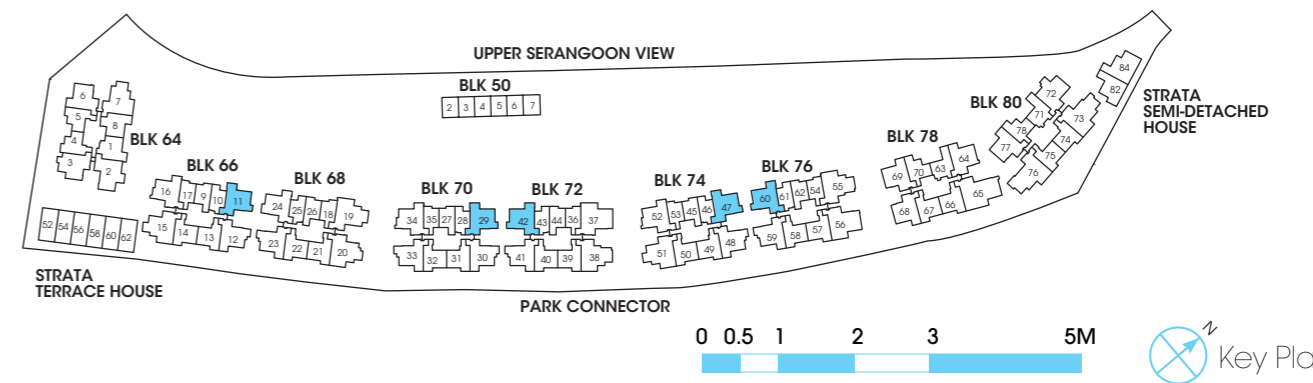 UPPER SERANGOON VIEW
BLK 50
2 3 4 5 6 7
BLK 64
6 7
5 8
4 1
3 2
BLK 66
16 17 9 10 11
15 14 13 12
BLK 68
24 25 26 18 19
23 22 21 20
BLK 70
34 35 27 28 29
33 32 31 30
BLK 72
42 43 44 36 37
41 40 39 38
BLK 74
52 53 45 46 47
51 50 49 48
BLK 76
60 61 62 54 55
59 58 57 56
BLK 78
69 70 63 64
68 67 66 65
BLK 80
72
71 73
78 74
77 75
76
84
82
STRATA
SEMI-DETACHED
HOUSE
52 54 56 58 60 62
STRATA
TERRACE HOUSE
PARK CONNECTOR
0 0.5 1 2 3 5M
N
Key Pla